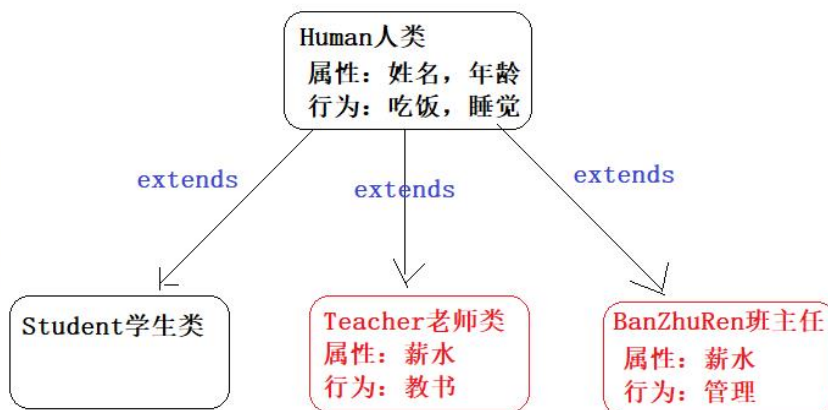 Human人类
属性：姓名，年龄
行为：吃饭，睡觉
extends
extends
extends
Student学生类
Teacher老师类
属性：薪水
行为：教书
BanZhuRen班主任
属性：薪水
行为：管理